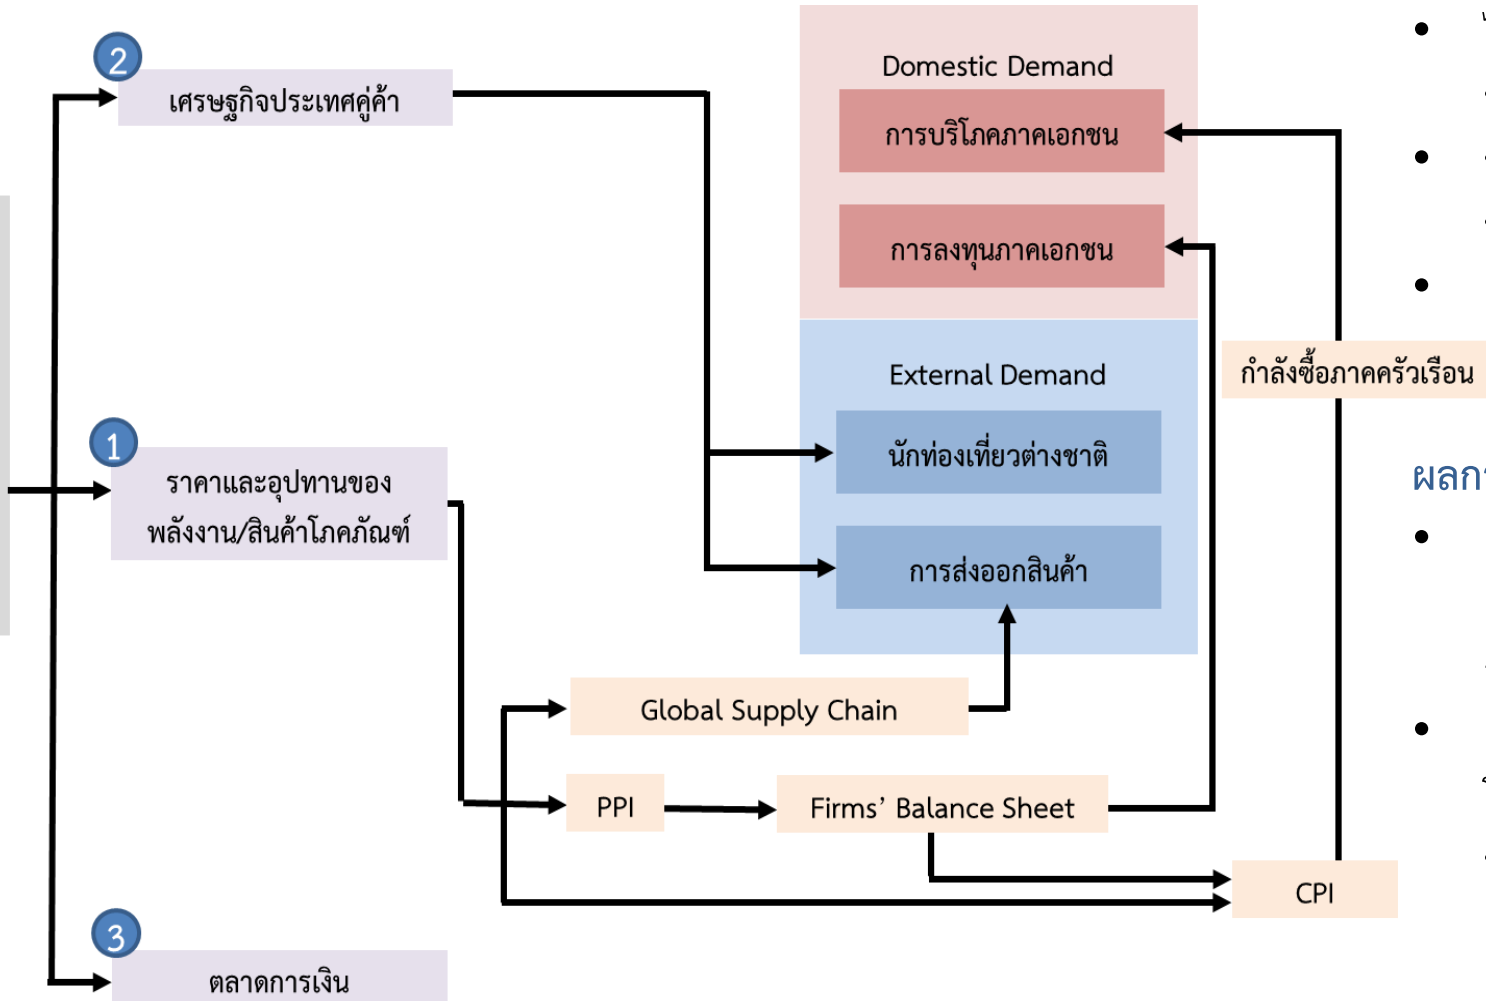 2
เศรษฐกิจประเทศคู่ค้า
Domestic Demand
การบริโภคภาคเอกชน
การลงทุนภาคเอกชน
External Demand
กำลังซื้อภาคครัวเรือน
นักท่องเที่ยวต่างชาติ
1
ราคาและอุปทานของ
พลังงาน/สินค้าโภคภัณฑ์
การส่งออกสินค้า
Global Supply Chain
PPI
Firms’ Balance Sheet
CPI
3
ตลาดการเงิน